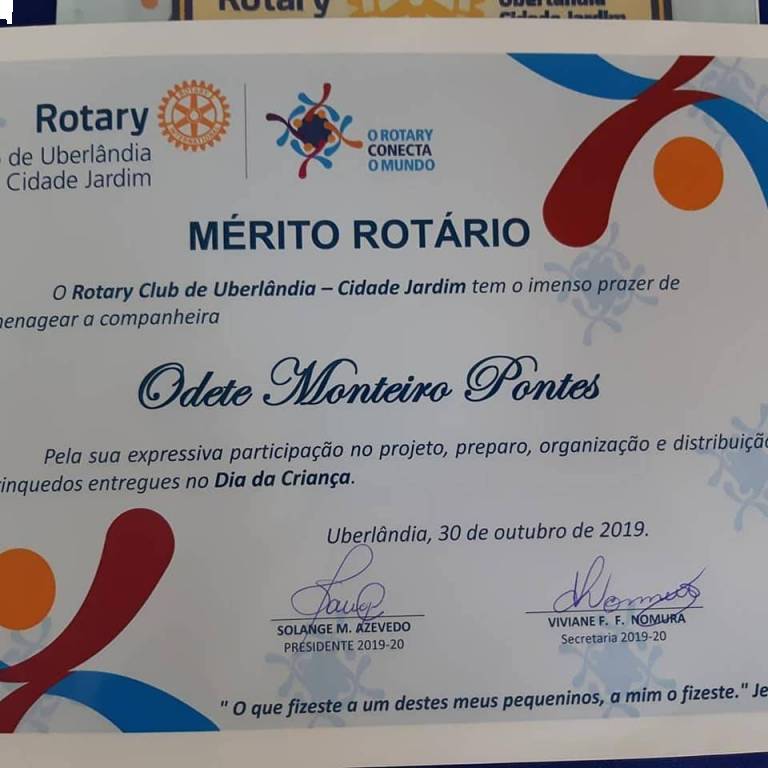 Rotary
Cidade Jardim
Rotary
de Uberlândia
Cidade Jardim
O ROTARY
CONECTA
O MUNDO
MÉRITO ROTÁRIO
O Rotary Club de Uberlândia – Cidade Jardim tem o imenso prazer de
menagear a companheira
Odete Monteiro Pontes
Pela sua expressiva participação no projeto, preparo, organização e distribuição
rinquedos entregues no Dia da Criança.
Uberlândia, 30 de outubro de 2019.
SOLANGE M. AZEVEDO
PRESIDENTE 2019-20
VIVIANE F. F. NOMURA
Secretaria 2019-20
" O que fizeste a um destes meus pequeninos, a mim o fizeste." Je